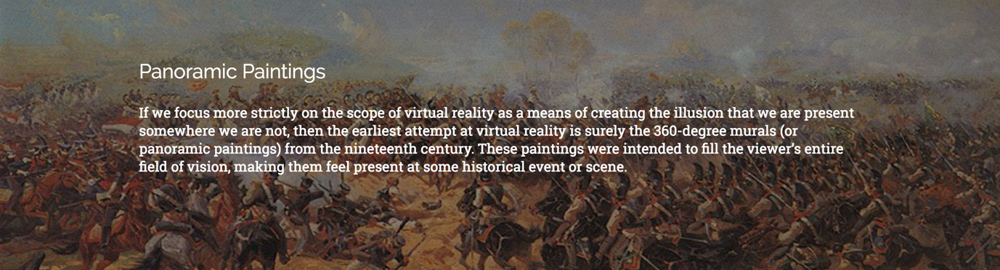 Panoramic Paintings
If we focus more strictly on the scope of virtual reality as a means of creating the illusion that we are present
somewhere we are not, then the earliest attempt at virtual reality is surely the 360-degree murals (or
panoramic paintings) from the nineteenth century. These paintings were intended to fill the viewer’s entire
field of vision, making them feel present at some historical event or scene.